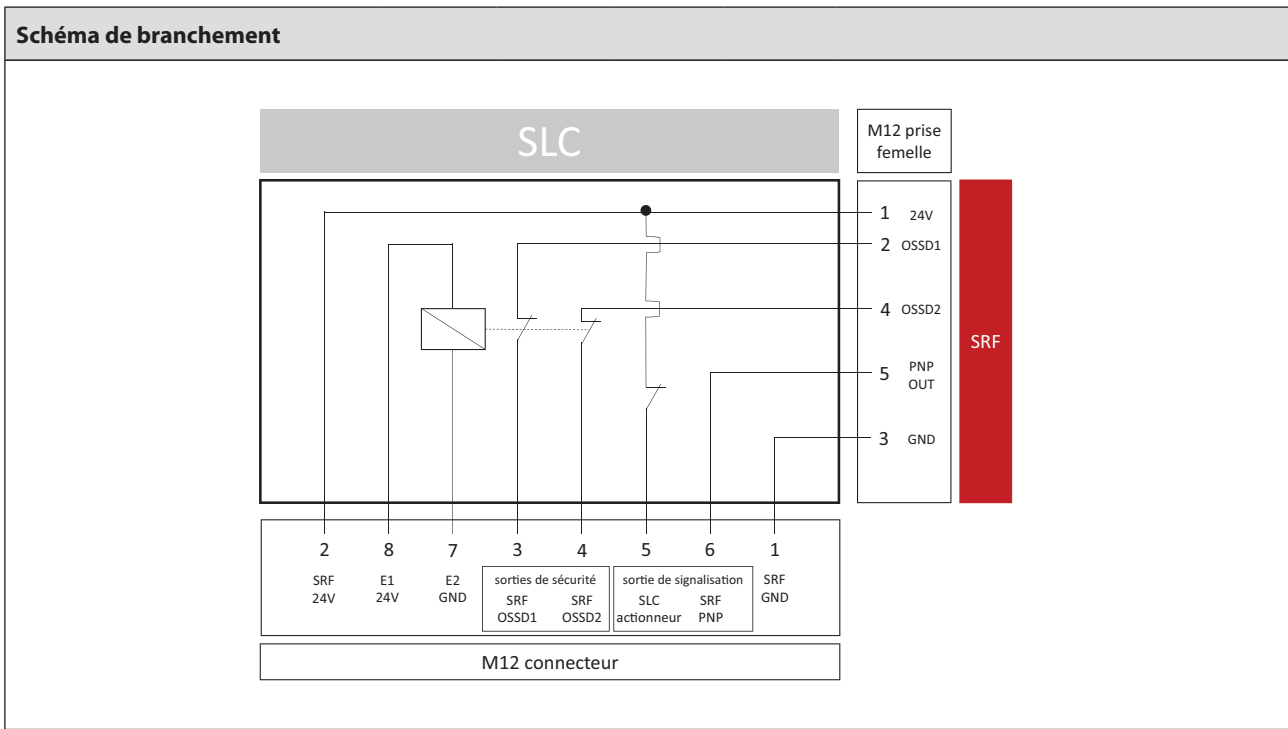 Schéma de branchement
SLC
M12 prise
femelle
1 24V
2 OSSD1
4 OSSD2
5 PNP
OUT
3 GND
SRF
2 8 7 3 4 5 6 1
SRF E1 E2 sorties de sécurité sortie de signalisation SRF
24V 24V GND SRF SRF SLC SRF GND
OSSD1 OSSD2 actionneur PNP
M12 connecteur